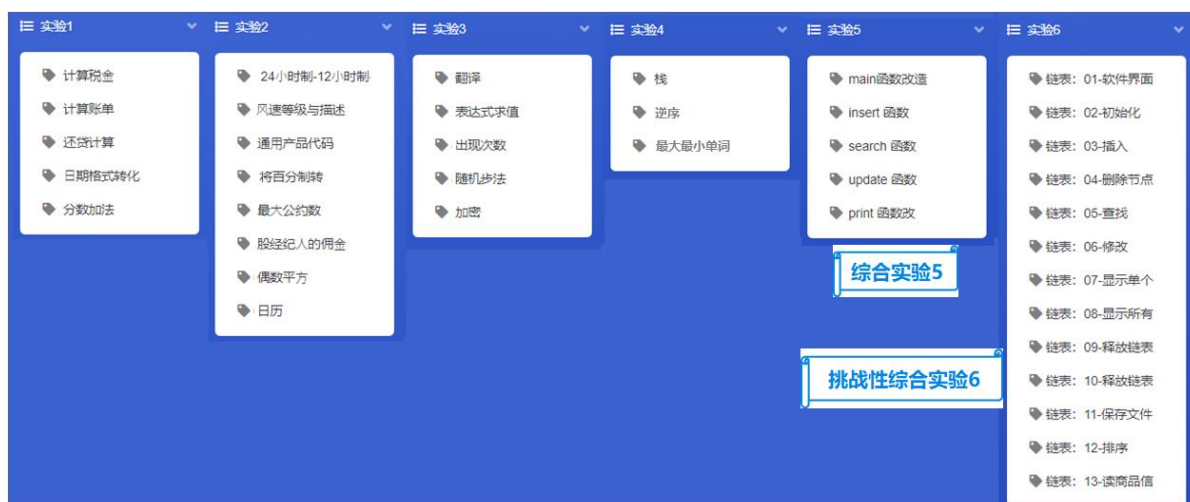 实验1
计算税金
计算账单
还贷计算
日期格式转化
分数加法
实验2
24小时制-12小时制-
风速等级与描述
通用产品代码
将百分制转
最大公约数
股经纪人的佣金
偶数平方
日历
实验3
翻译
表达式求值
出现次数
随机步法
加密
实验4
栈
逆序
最大最小单词
实验5
main函数改造
insert 函数
search 函数
update 函数
print 函数改
综合实验5
挑战性综合实验6
实验6
链表：01-软件界面
链表：02-初始化
链表：03-插入
链表：04-删除节点
链表：05-查找
链表：06-修改
链表：07-显示单个
链表：08-显示所有
链表：09-释放链表
链表：10-释放链表
链表：11-保存文件
链表：12-排序
链表：13-读商品信